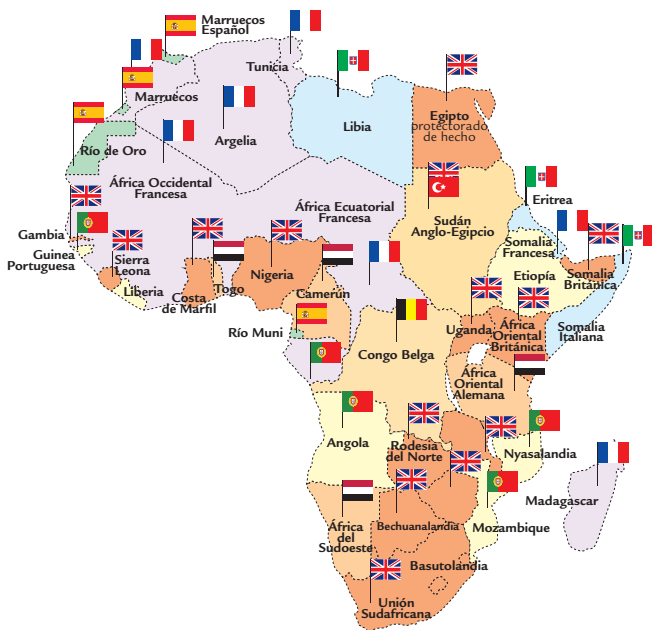 Marruecos
Español
Tunicia
Marruecos
Argelia
Libia
Egipto
protectorado
de hecho
Río de Oro
África Occidental
Francesa
África Ecuatorial
Francesa
Sudán
Anglo-Egipcio
Eritrea
Gambia
Guinea
Portuguesa
Sierra
Leona
Liberia
Costa
de Marfil
Togo
Nigeria
Camerún
Somalia
Francesa
Etiopía
Somalia
Británica
Río Muni
Congo Belga
Uganda
África
Oriental
Británica
Somalia
Italiana
África
Oriental
Alemana
Angola
Rodesia
del Norte
Nyasalandia
Madagascar
África
del
Sudoeste
Bechuanalandia
Mozambique
Basutolandia
Unión
Sudafricana